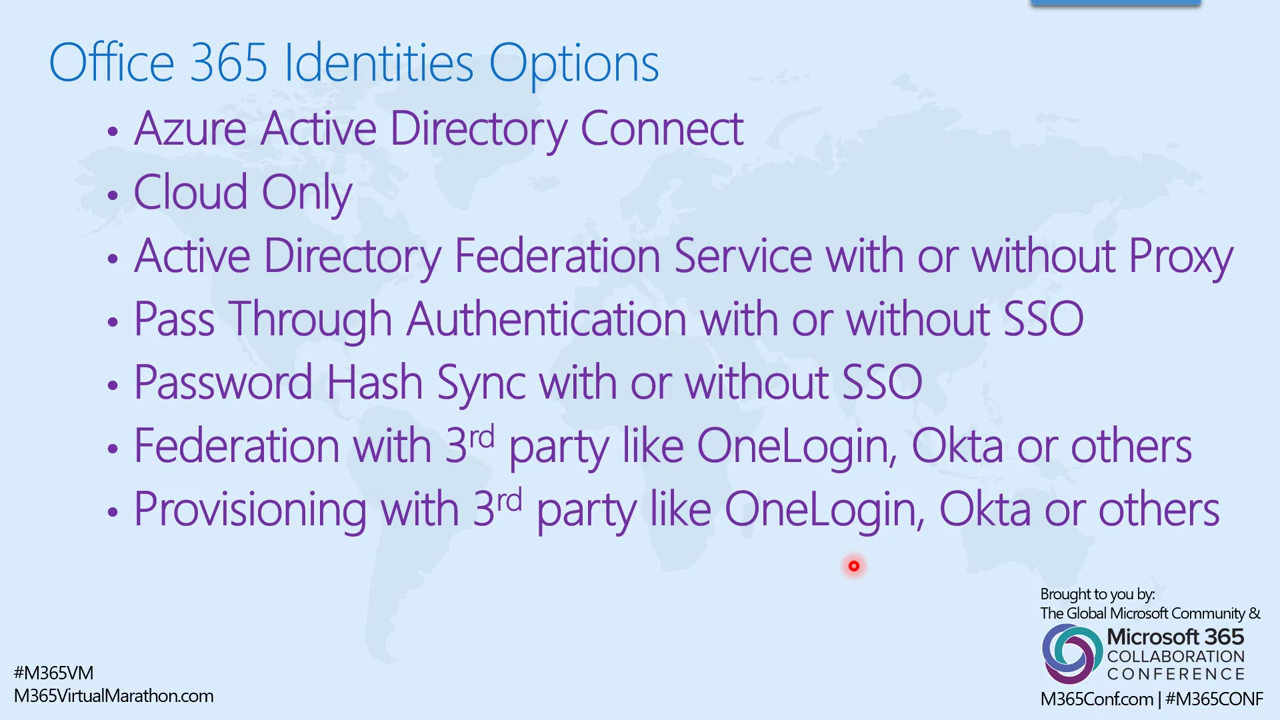 Office 365 Identities Options
• Azure Active Directory Connect
• Cloud Only
• Active Directory Federation Service with or without Proxy
• Pass Through Authentication with or without SSO
• Password Hash Sync with or without SSO
• Federation with 3rd party like OneLogin, Okta or others
• Provisioning with 3rd party like OneLogin, Okta or others
Brought to you by:
The Global Microsoft Community &
Microsoft 365
COLLABORATION
CONFERENCE
M365Conf.com | #M365CONF
#M365VM
M365VirtualMarathon.com